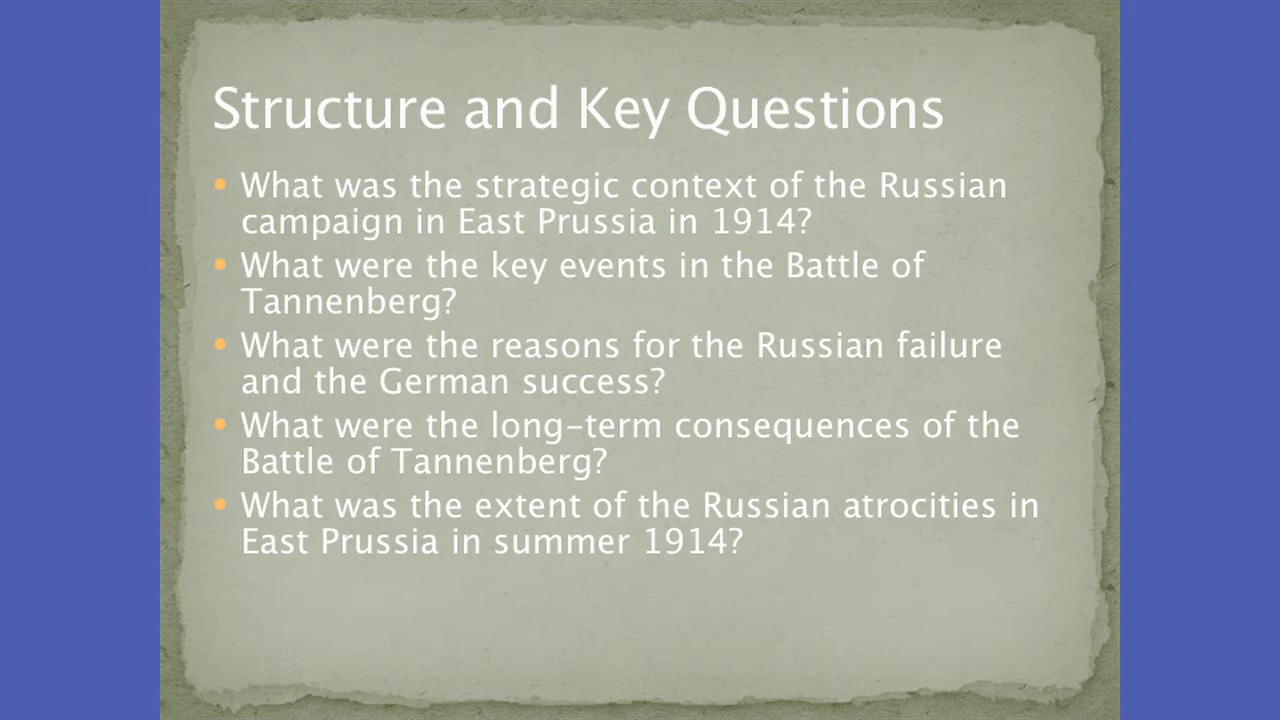 Structure and Key Questions
• What was the strategic context of the Russian
campaign in East Prussia in 1914?
• What were the key events in the Battle of
Tannenberg?
• What were the reasons for the Russian failure
and the German success?
• What were the long-term consequences of the
Battle of Tannenberg?
• What was the extent of the Russian atrocities in
East Prussia in summer 1914?